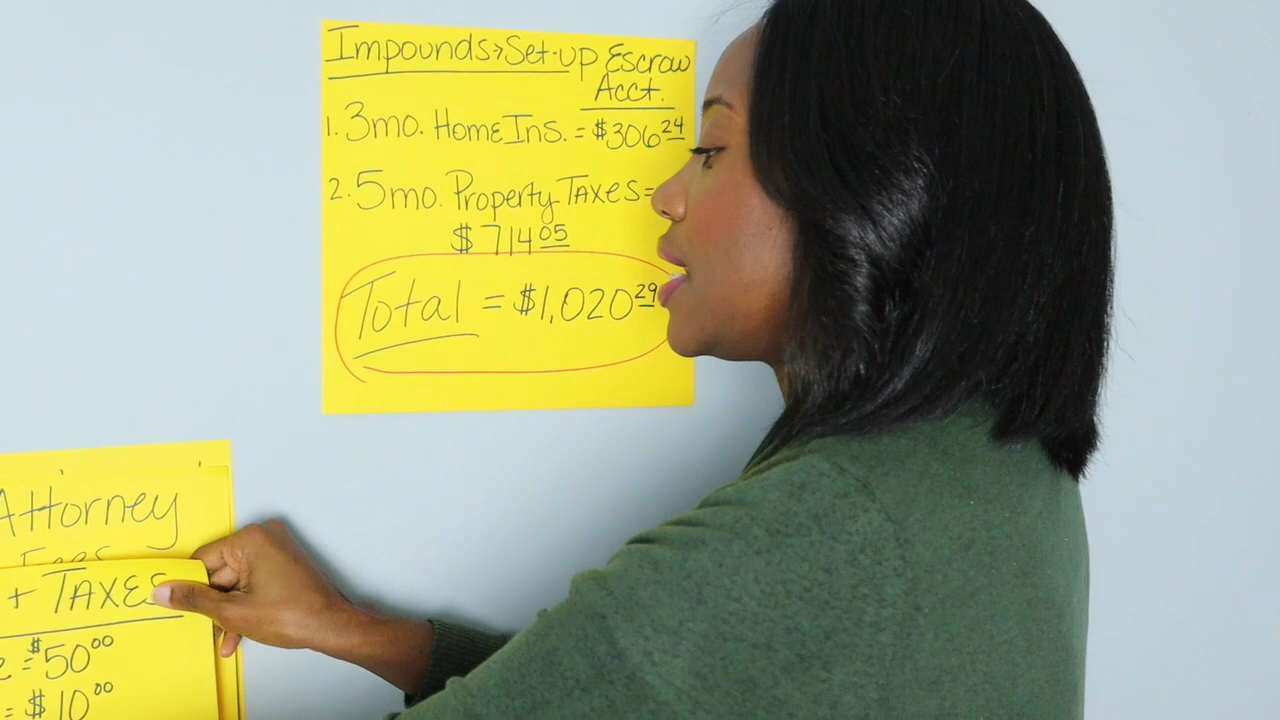 Impounds→Set-up Escrow
Acct.
1. 3mo. Home Ins. = $306 24
2. 5mo. Property Taxes =
$ 714 05
Total = $1,020 29
Attorney
Fees
+ TAXES
e = $50 00
= $10 00